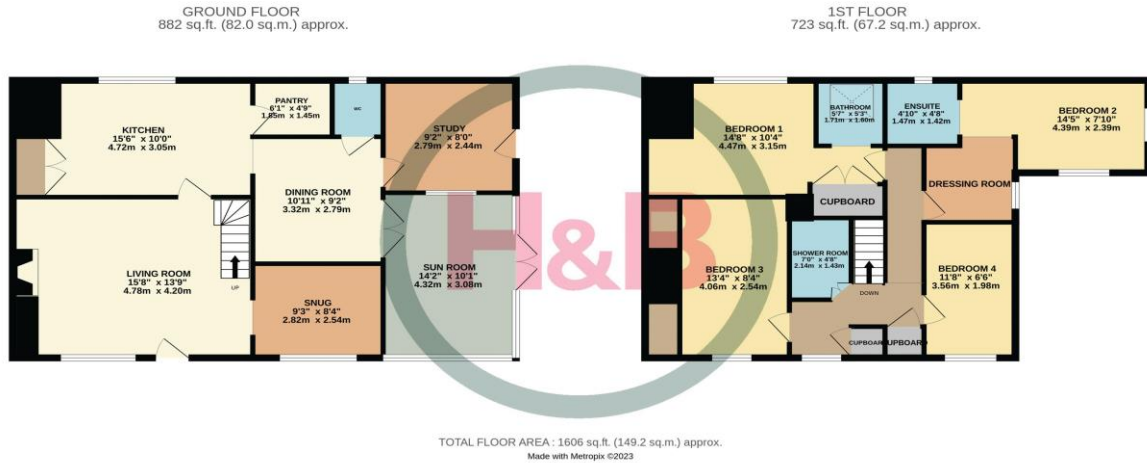 GROUND FLOOR
882 sq.ft. (82.0 sq.m.) approx.
KITCHEN
15'6" x 10'0"
4.72m x 3.05m
PANTRY
6'1" x 4'9"
1.85m x 1.45m
WC
STUDY
9'2" x 8'0"
2.79m x 2.44m
DINING ROOM
10'11" x 9'2"
3.32m x 2.79m
LIVING ROOM
15'8" x 13'9"
4.78m x 4.20m
UP
SNUG
9'3" x 8'4"
2.82m x 2.54m
SUN ROOM
14'2" x 10'1"
4.32m x 3.08m
H&B
1ST FLOOR
723 sq.ft. (67.2 sq.m.) approx.
BEDROOM 1
14'8" x 10'4"
4.47m x 3.15m
BATHROOM
5'7" x 5'3"
1.71m x 1.60m
ENSUITE
4'10" x 4'8"
1.47m x 1.42m
BEDROOM 2
14'5" x 7'10"
4.39m x 2.39m
DRESSING ROOM
CUPBOARD
BEDROOM 3
13'4" x 8'4"
4.06m x 2.54m
SHOWER ROOM
7'0" x 4'8"
2.14m x 1.43m
DOWN
BEDROOM 4
11'8" x 6'6"
3.56m x 1.98m
CUPBOARD
CUPBOARD
TOTAL FLOOR AREA : 1606 sq.ft. (149.2 sq.m.) approx.
Made with Metropix ©2023